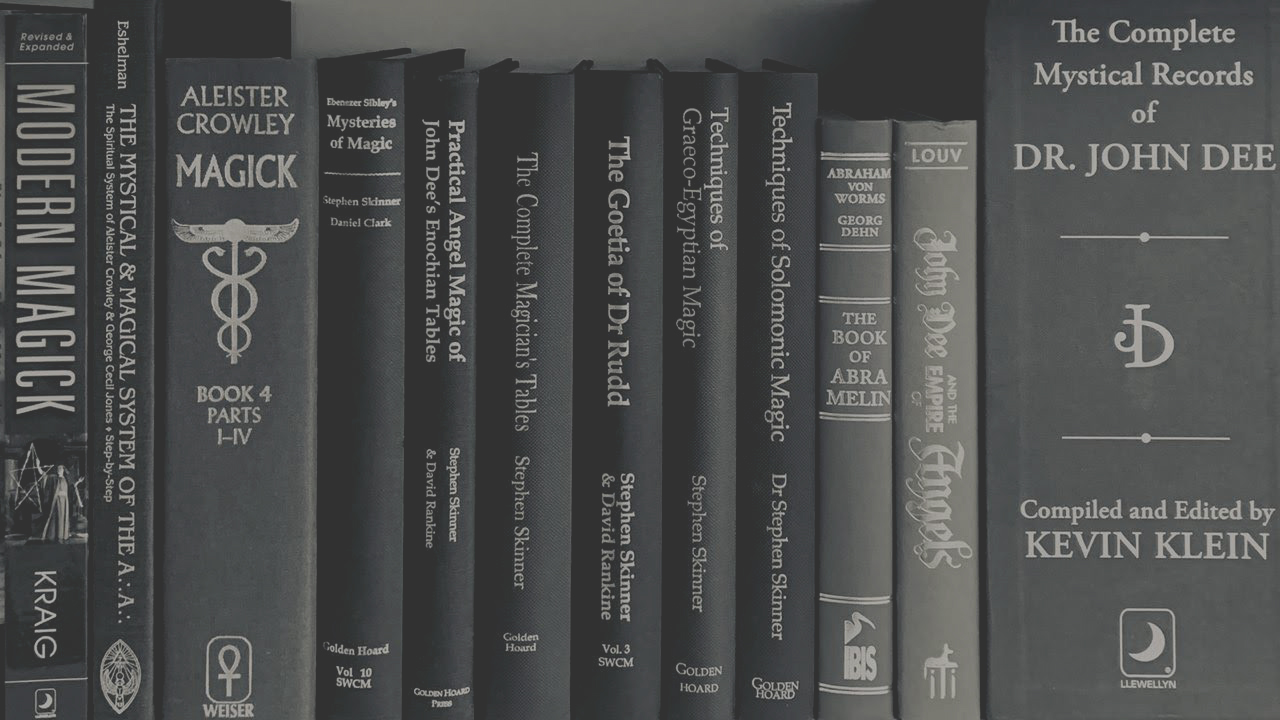 Revised &
Expanded
MODERN MAGICK
KRAIG
Eshelman
THE MYSTICAL & MAGICAL SYSTEM OF THE A∴A∴
The Spiritual System of Aleister Crowley & George Cecil Jones • Step-by-Step
ALEISTER
CROWLEY
MAGICK
BOOK 4
PARTS
I–IV
WEISER
Ebenezer Sibley's
Mysteries
of Magic
Stephen Skinner
Daniel Clark
Golden Hoard
Vol 10
SWCM
Practical Angel Magic of
John Dee's Enochian Tables
Stephen Skinner
& David Rankine
GOLDEN HOARD
PRESS
The Complete Magician's Tables
Stephen Skinner
Golden
Hoard
The Goetia of Dr Rudd
Stephen Skinner
& David Rankine
Vol. 3
SWCM
Techniques of
Graeco-Egyptian Magic
Stephen Skinner
GOLDEN
HOARD
Techniques of Solomonic Magic
Dr Stephen Skinner
GOLDEN
HOARD
ABRAHAM
VON
WORMS
GEORG
DEHN
THE
BOOK
OF
ABRA
MELIN
IBIS
LOUV
John Dee AND THE EMPIRE OF Angels
iTi
The Complete
Mystical Records
of
DR. JOHN DEE
JD
Compiled and Edited by
KEVIN KLEIN
LLEWELLYN